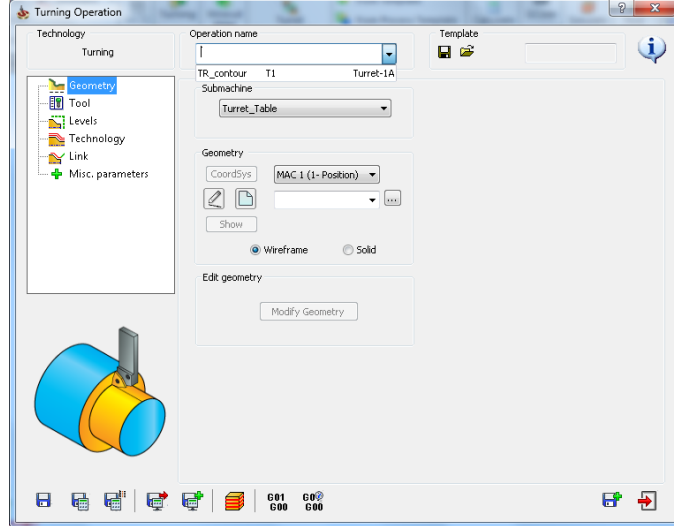 Turning Operation
Technology
Turning
Operation name
Template
TR_contour T1 Turret-1A
Submachine
Turret_Table
Geometry
Tool
Levels
Technology
Link
Misc. parameters
Geometry
CoordSys
MAC 1 (1- Position)
...
Show
Wireframe
Solid
Edit geometry
Modify Geometry
G01
G00
G0
G00